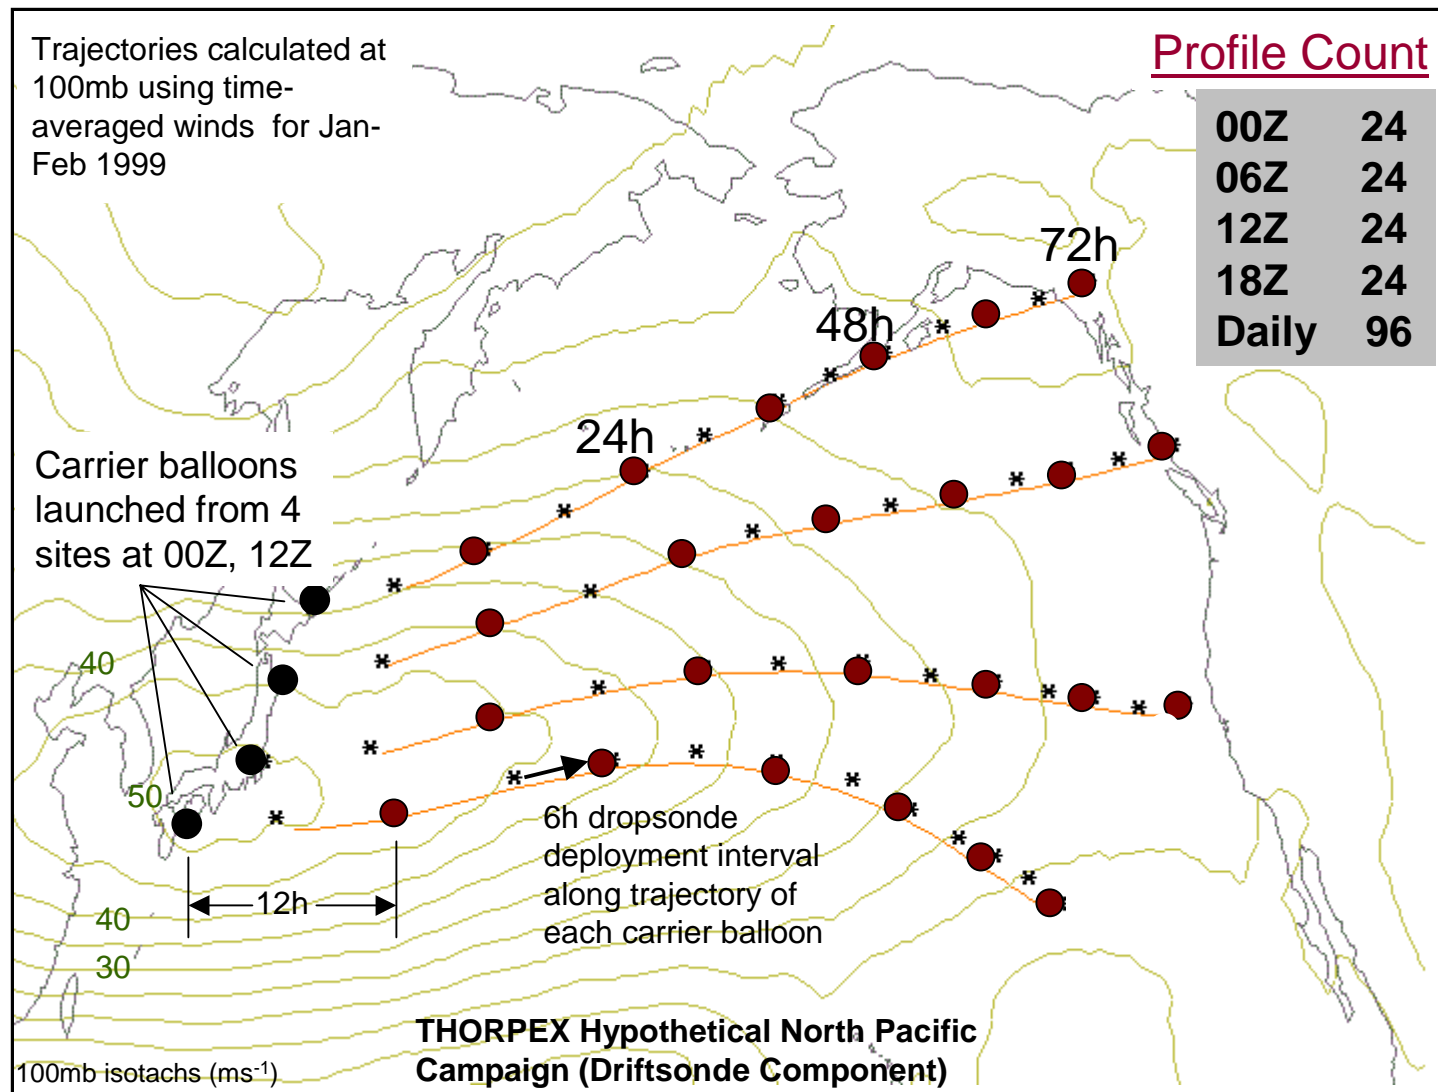 Trajectories calculated at
100mb using time-
averaged winds for Jan-
Feb 1999
Profile Count
00Z 24
06Z 24
12Z 24
18Z 24
Daily 96
72h
48h
24h
Carrier balloons
launched from 4
sites at 00Z, 12Z
40
50
6h dropsonde
deployment interval
along trajectory of
each carrier balloon
12h
40
30
THORPEX Hypothetical North Pacific
Campaign (Driftsonde Component)
100mb isotachs (ms⁻¹)